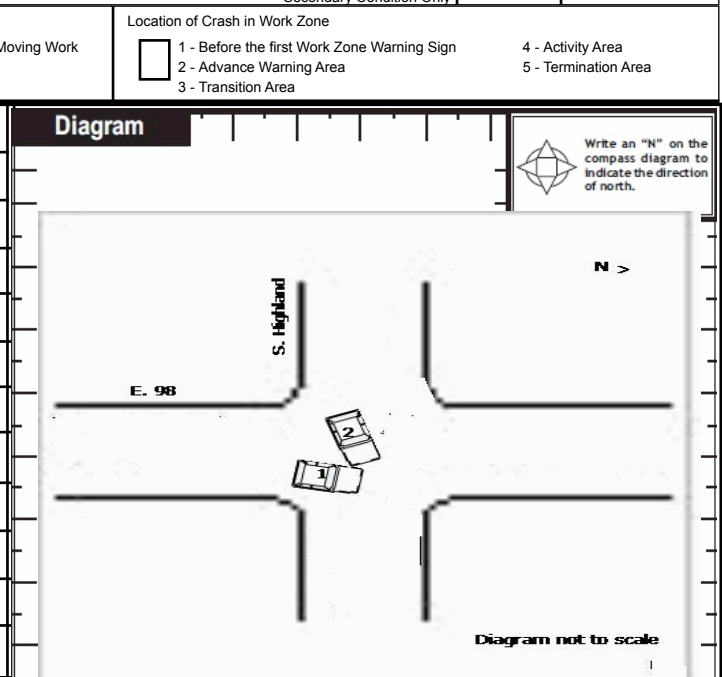 Location of Crash in Work Zone
Moving Work
1 - Before the first Work Zone Warning Sign
4 - Activity Area
2 - Advance Warning Area
5 - Termination Area
3 - Transition Area
Diagram
Write an “N” on the
compass diagram to
indicate the direction
of north.
N >
S. Highland
E. 98
2
1
Diagram not to scale